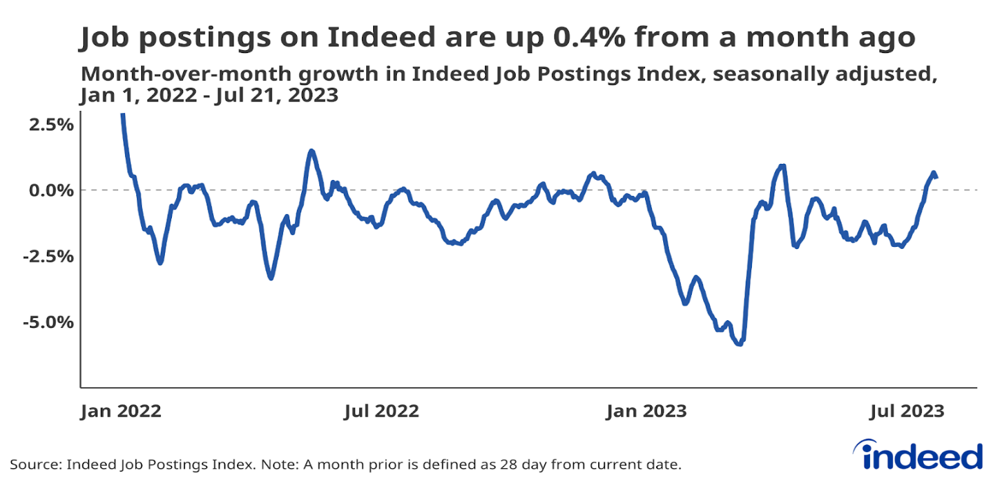 Job postings on Indeed are up 0.4% from a month ago
Month-over-month growth in Indeed Job Postings Index, seasonally adjusted,
Jan 1, 2022 - Jul 21, 2023
2.5%
0.0%
-2.5%
-5.0%
Jan 2022 Jul 2022 Jan 2023 Jul 2023
Source: Indeed Job Postings Index. Note: A month prior is defined as 28 day from current date.
indeed